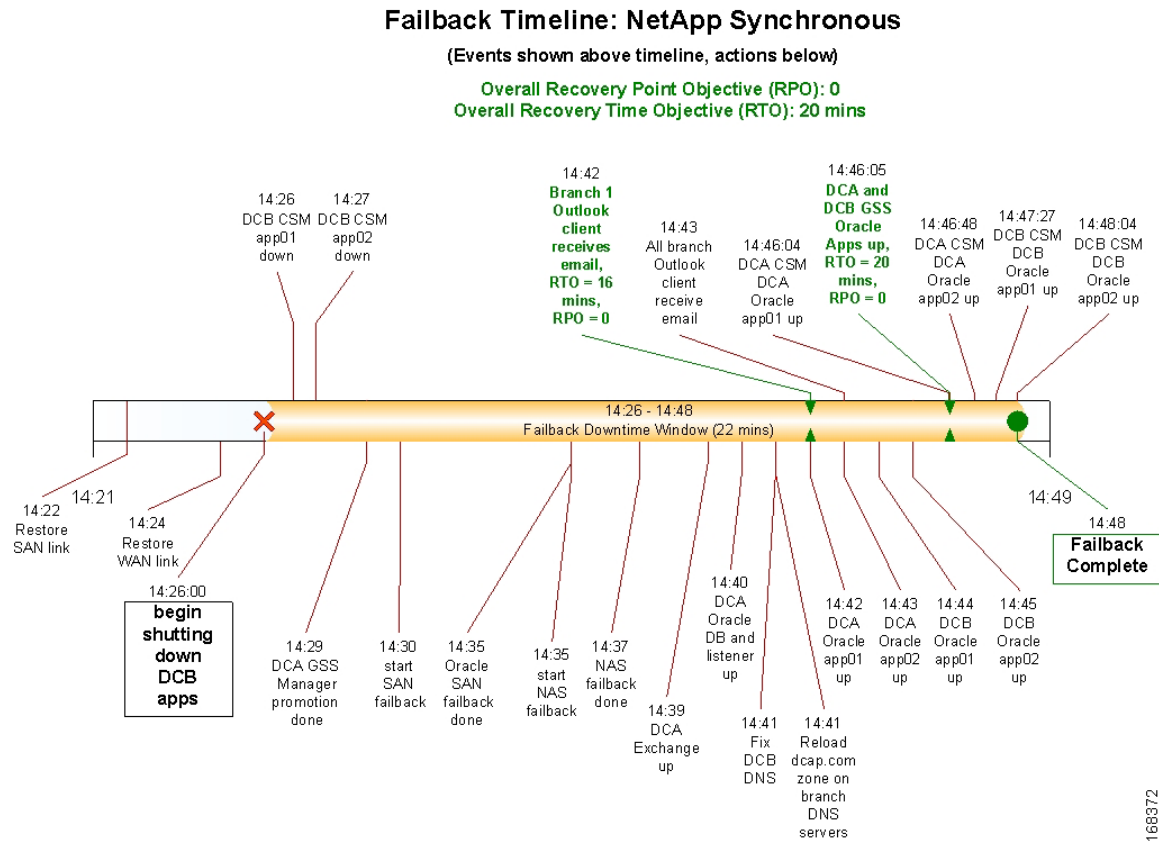 Failback Timeline: NetApp Synchronous
(Events shown above timeline, actions below)
Overall Recovery Point Objective (RPO): 0
Overall Recovery Time Objective (RTO): 20 mins
14:26
DCB CSM
app01
down
14:27
DCB CSM
app02
down
14:42
Branch 1
Outlook
client
receives
email,
RTO = 16
mins,
RPO = 0
14:43
All branch
Outlook
client
receive
email
14:46:04
DCA CSM
DCA
Oracle
app01 up
14:46:05
DCA and
DCB GSS
Oracle
Apps up,
RTO = 20
mins,
RPO = 0
14:46:48
DCA CSM
DCA
Oracle
app02 up
14:47:27
DCB CSM
DCB
Oracle
app01 up
14:48:04
DCB CSM
DCB
Oracle
app02 up
14:26 - 14:48
Failback Downtime Window (22 mins)
14:21
14:49
14:22
Restore
SAN link
14:24
Restore
WAN link
14:26:00
begin
shutting
down
DCB
apps
14:29
DCA GSS
Manager
promotion
done
14:30
start
SAN
failback
14:35
Oracle
SAN
failback
done
14:35
start
NAS
failback
14:37
NAS
failback
done
14:39
DCA
Exchange
up
14:40
DCA
Oracle
DB and
listener
up
14:41
Fix
DCB
DNS
14:41
Reload
dcap.com
zone on
branch
DNS
servers
14:42
DCA
Oracle
app01
up
14:43
DCA
Oracle
app02
up
14:44
DCB
Oracle
app01
up
14:45
DCB
Oracle
app02
up
14:48
Failback
Complete
168372